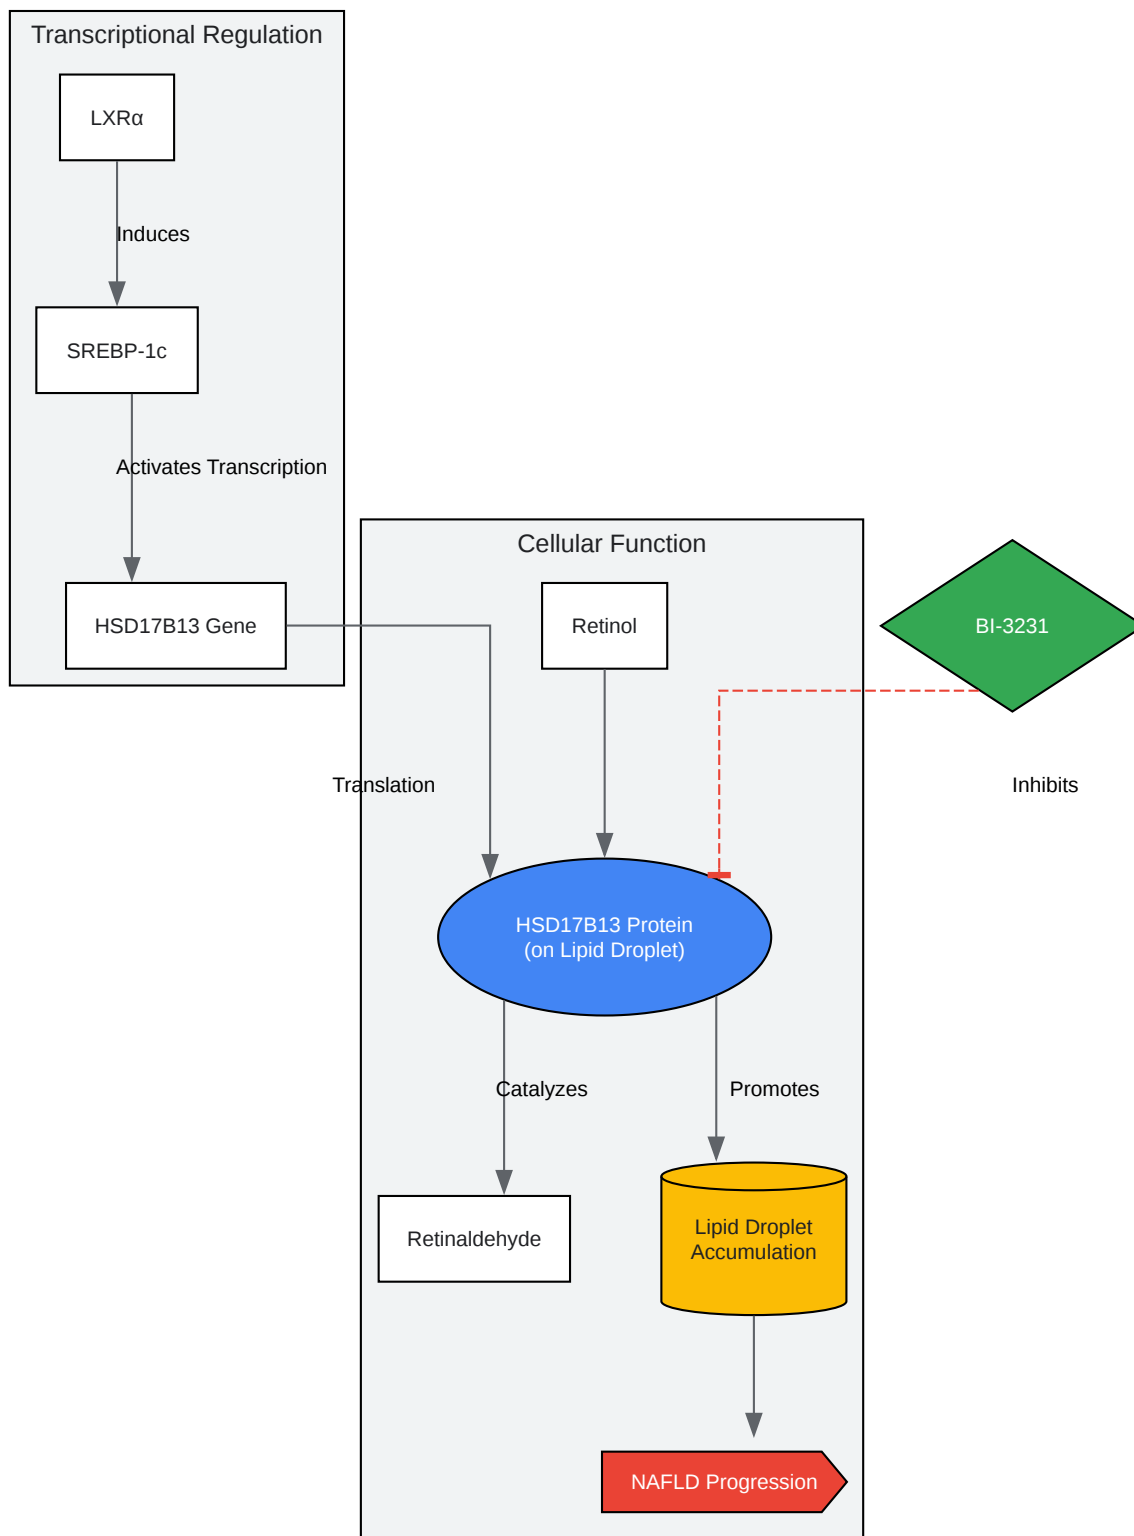 Transcriptional Regulation
LXRα
Induces
SREBP-1c
Activates Transcription
HSD17B13 Gene
Cellular Function
Retinol
BI-3231
Translation
Inhibits
HSD17B13 Protein
(on Lipid Droplet)
Catalyzes
Promotes
Retinaldehyde
Lipid Droplet
Accumulation
NAFLD Progression